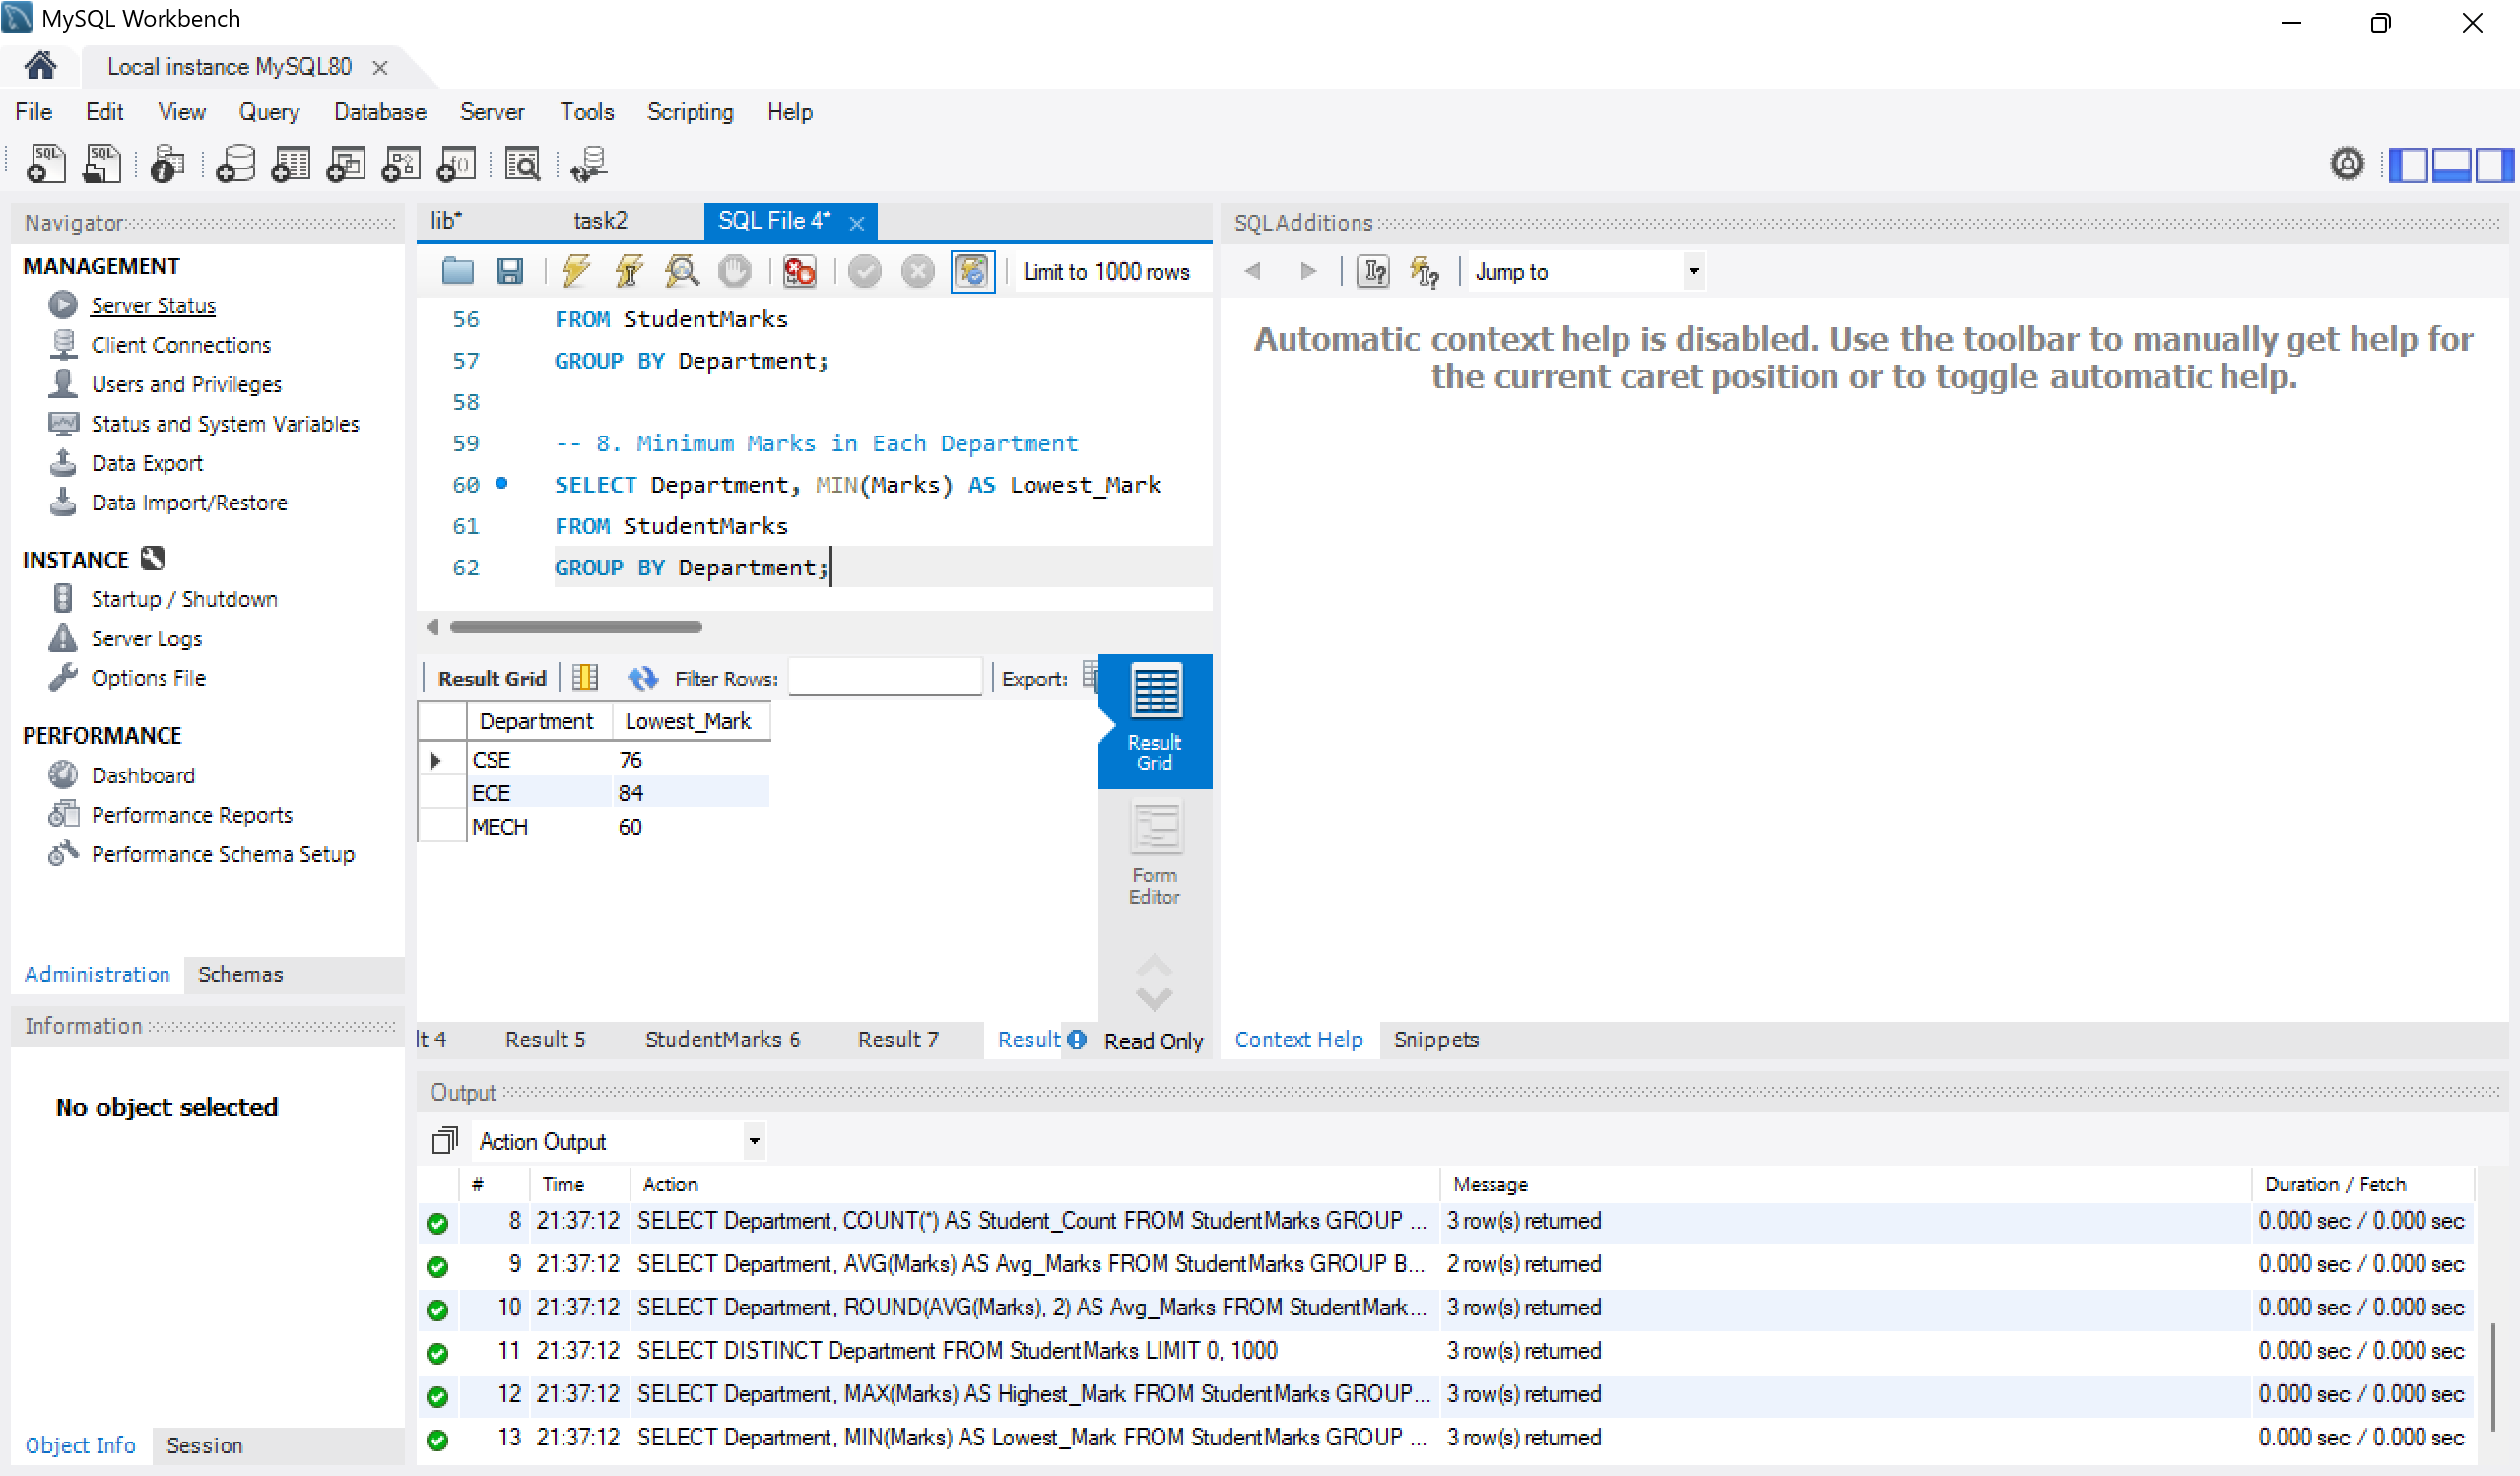 MySQL Workbench
Local instance MySQL80
File Edit View Query Database Server Tools Scripting Help
Navigator
MANAGEMENT
Server Status
Client Connections
Users and Privileges
Status and System Variables
Data Export
Data Import/Restore
INSTANCE
Startup / Shutdown
Server Logs
Options File
PERFORMANCE
Dashboard
Performance Reports
Performance Schema Setup
Administration Schemas
Information
No object selected
Object Info Session
lib* task2 SQL File 4*
Limit to 1000 rows
56 FROM StudentMarks
57 GROUP BY Department;
58
59 -- 8. Minimum Marks in Each Department
60 SELECT Department, MIN(Marks) AS Lowest_Mark
61 FROM StudentMarks
62 GROUP BY Department;
Result Grid Filter Rows: Export:
Department Lowest_Mark
CSE 76
ECE 84
MECH 60
Result
Grid
Form
Editor
lt 4 Result 5 StudentMarks 6 Result 7 Result Read Only
SQLAdditions
Jump to
Automatic context help is disabled. Use the toolbar to manually get help for
the current caret position or to toggle automatic help.
Context Help Snippets
Output
Action Output
# Time Action Message Duration / Fetch
8 21:37:12 SELECT Department, COUNT(*) AS Student_Count FROM StudentMarks GROUP ... 3 row(s) returned 0.000 sec / 0.000 sec
9 21:37:12 SELECT Department, AVG(Marks) AS Avg_Marks FROM StudentMarks GROUP B... 2 row(s) returned 0.000 sec / 0.000 sec
10 21:37:12 SELECT Department, ROUND(AVG(Marks), 2) AS Avg_Marks FROM StudentMark... 3 row(s) returned 0.000 sec / 0.000 sec
11 21:37:12 SELECT DISTINCT Department FROM StudentMarks LIMIT 0, 1000 3 row(s) returned 0.000 sec / 0.000 sec
12 21:37:12 SELECT Department, MAX(Marks) AS Highest_Mark FROM StudentMarks GROUP... 3 row(s) returned 0.000 sec / 0.000 sec
13 21:37:12 SELECT Department, MIN(Marks) AS Lowest_Mark FROM StudentMarks GROUP ... 3 row(s) returned 0.000 sec / 0.000 sec